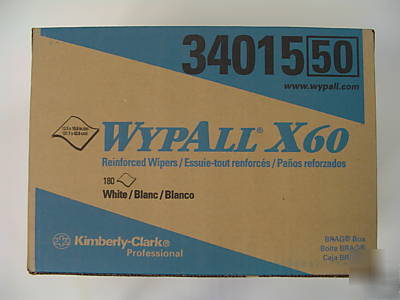 34015 50
www.wypall.com
WYPALL® X60
Reinforced Wipers / Essuie-tout renforcés / Paños reforzados
180
White / Blanc / Blanco
Kimberly-Clark®
Professional
BRAG® Box
Boîte BRAG®
Caja